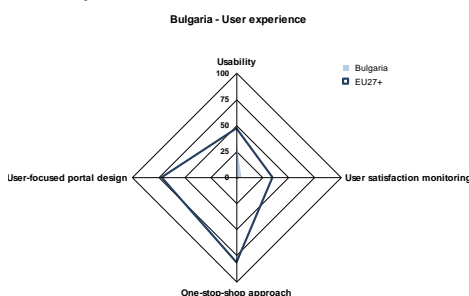 Bulgaria - User experience
Usability
100
75
50
25
0
Bulgaria
EU27+
User-focused portal design
User satisfaction monitoring
One-stop-shop approach